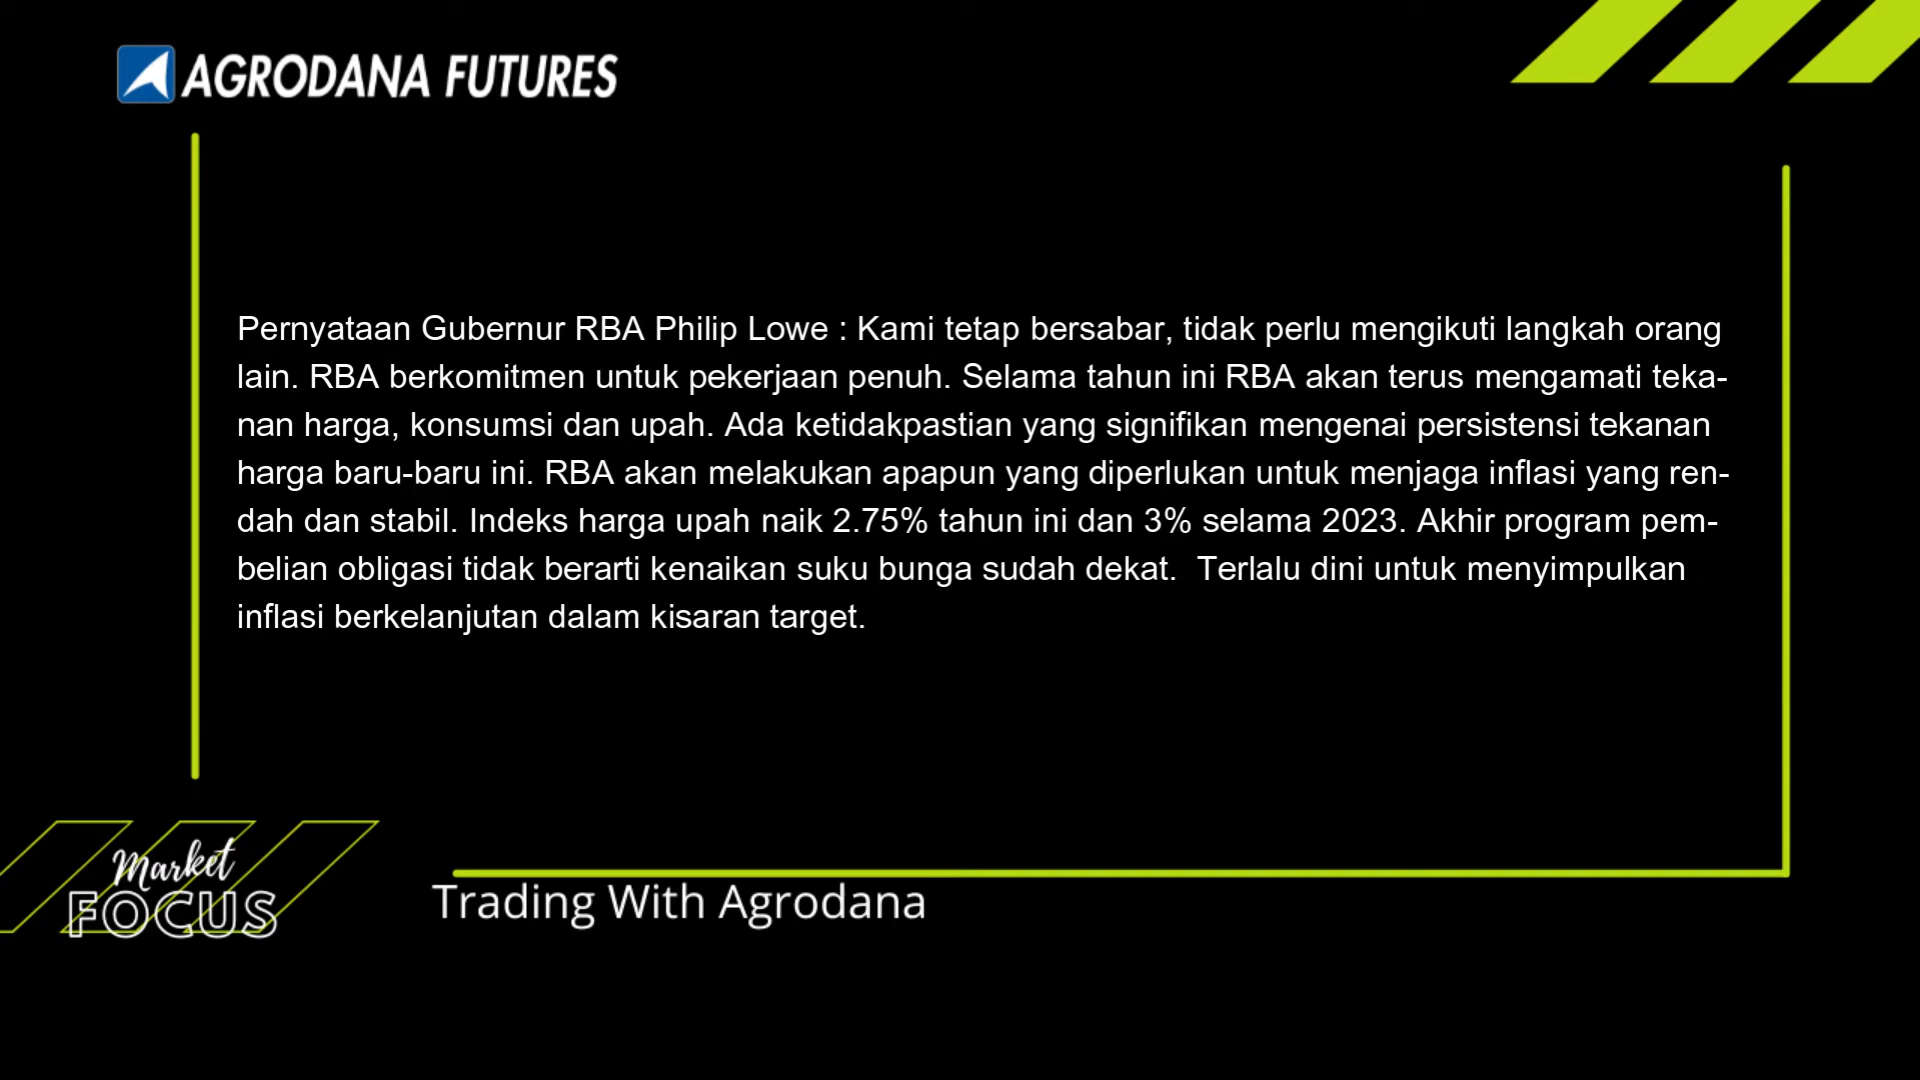 AGRODANA FUTURES
Pernyataan Gubernur RBA Philip Lowe : Kami tetap bersabar, tidak perlu mengikuti langkah orang
lain. RBA berkomitmen untuk pekerjaan penuh. Selama tahun ini RBA akan terus mengamati teka-
nan harga, konsumsi dan upah. Ada ketidakpastian yang signifikan mengenai persistensi tekanan
harga baru-baru ini. RBA akan melakukan apapun yang diperlukan untuk menjaga inflasi yang ren-
dah dan stabil. Indeks harga upah naik 2.75% tahun ini dan 3% selama 2023. Akhir program pem-
belian obligasi tidak berarti kenaikan suku bunga sudah dekat.  Terlalu dini untuk menyimpulkan
inflasi berkelanjutan dalam kisaran target.
Market
FOCUS
Trading With Agrodana